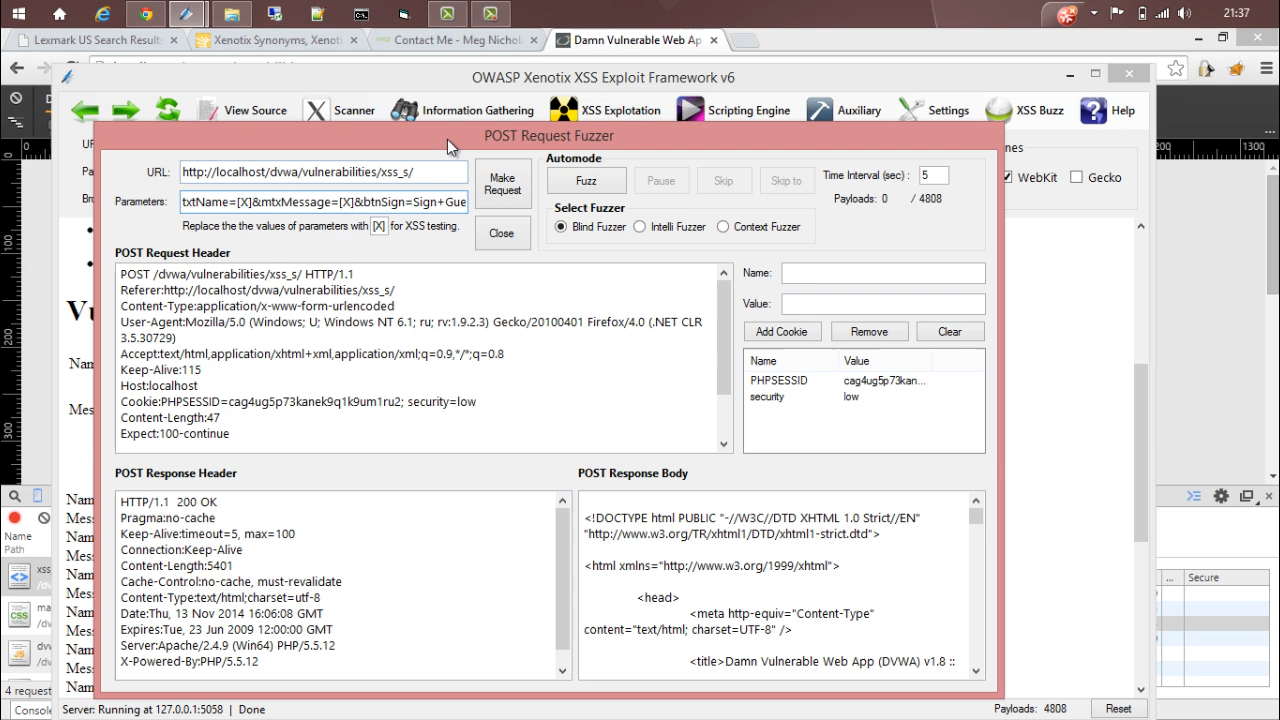 21:37
Lexmark US Search Results
Xenotix Synonyms, Xenoti
Contact Me - Meg Nichol
Damn Vulnerable Web Ap
OWASP Xenotix XSS Exploit Framework v6
View Source
Scanner
Information Gathering
XSS Explotation
Scripting Engine
Auxiliary
Settings
XSS Buzz
Help
POST Request Fuzzer
URL:
http://localhost/dvwa/vulnerabilities/xss_s/
Make
Request
Parameters:
txtName=[X]&mtxMessage=[X]&btnSign=Sign+Gue
Replace the the values of parameters with [X] for XSS testing.
Close
Automode
Fuzz
Pause
Skip
Skip to
Time Interval (sec) :
5
Payloads: 0 / 4808
Select Fuzzer
Blind Fuzzer
Intelli Fuzzer
Context Fuzzer
nes
WebKit
Gecko
200
1300
100
200
300
POST Request Header
POST /dvwa/vulnerabilities/xss_s/ HTTP/1.1
Referer:http://localhost/dvwa/vulnerabilities/xss_s/
Content-Type:application/x-www-form-urlencoded
User-Agent:Mozilla/5.0 (Windows; U; Windows NT 6.1; ru; rv:1.9.2.3) Gecko/20100401 Firefox/4.0 (.NET CLR
3.5.30729)
Accept:text/html,application/xhtml+xml,application/xml;q=0.9,*/*;q=0.8
Keep-Alive:115
Host:localhost
Cookie:PHPSESSID=cag4ug5p73kanek9q1k9um1ru2; security=low
Content-Length:47
Expect:100-continue
Name:
Value:
Add Cookie
Remove
Clear
Name Value
PHPSESSID cag4ug5p73kan...
security low
POST Response Header
HTTP/1.1 200 OK
Pragma:no-cache
Keep-Alive:timeout=5, max=100
Connection:Keep-Alive
Content-Length:5401
Cache-Control:no-cache, must-revalidate
Content-Type:text/html;charset=utf-8
Date:Thu, 13 Nov 2014 16:06:08 GMT
Expires:Tue, 23 Jun 2009 12:00:00 GMT
Server:Apache/2.4.9 (Win64) PHP/5.5.12
X-Powered-By:PHP/5.5.12
POST Response Body
<!DOCTYPE html PUBLIC "-//W3C//DTD XHTML 1.0 Strict//EN"
"http://www.w3.org/TR/xhtml1/DTD/xhtml1-strict.dtd">
<html xmlns="http://www.w3.org/1999/xhtml">
<head>
<meta http-equiv="Content-Type"
content="text/html; charset=UTF-8" />
<title>Damn Vulnerable Web App (DVWA) v1.8 ::
Name
Path
xss_
4 request
Consol
... Secure
Server: Running at 127.0.0.1:5058 | Done
Payloads: 4808
Reset